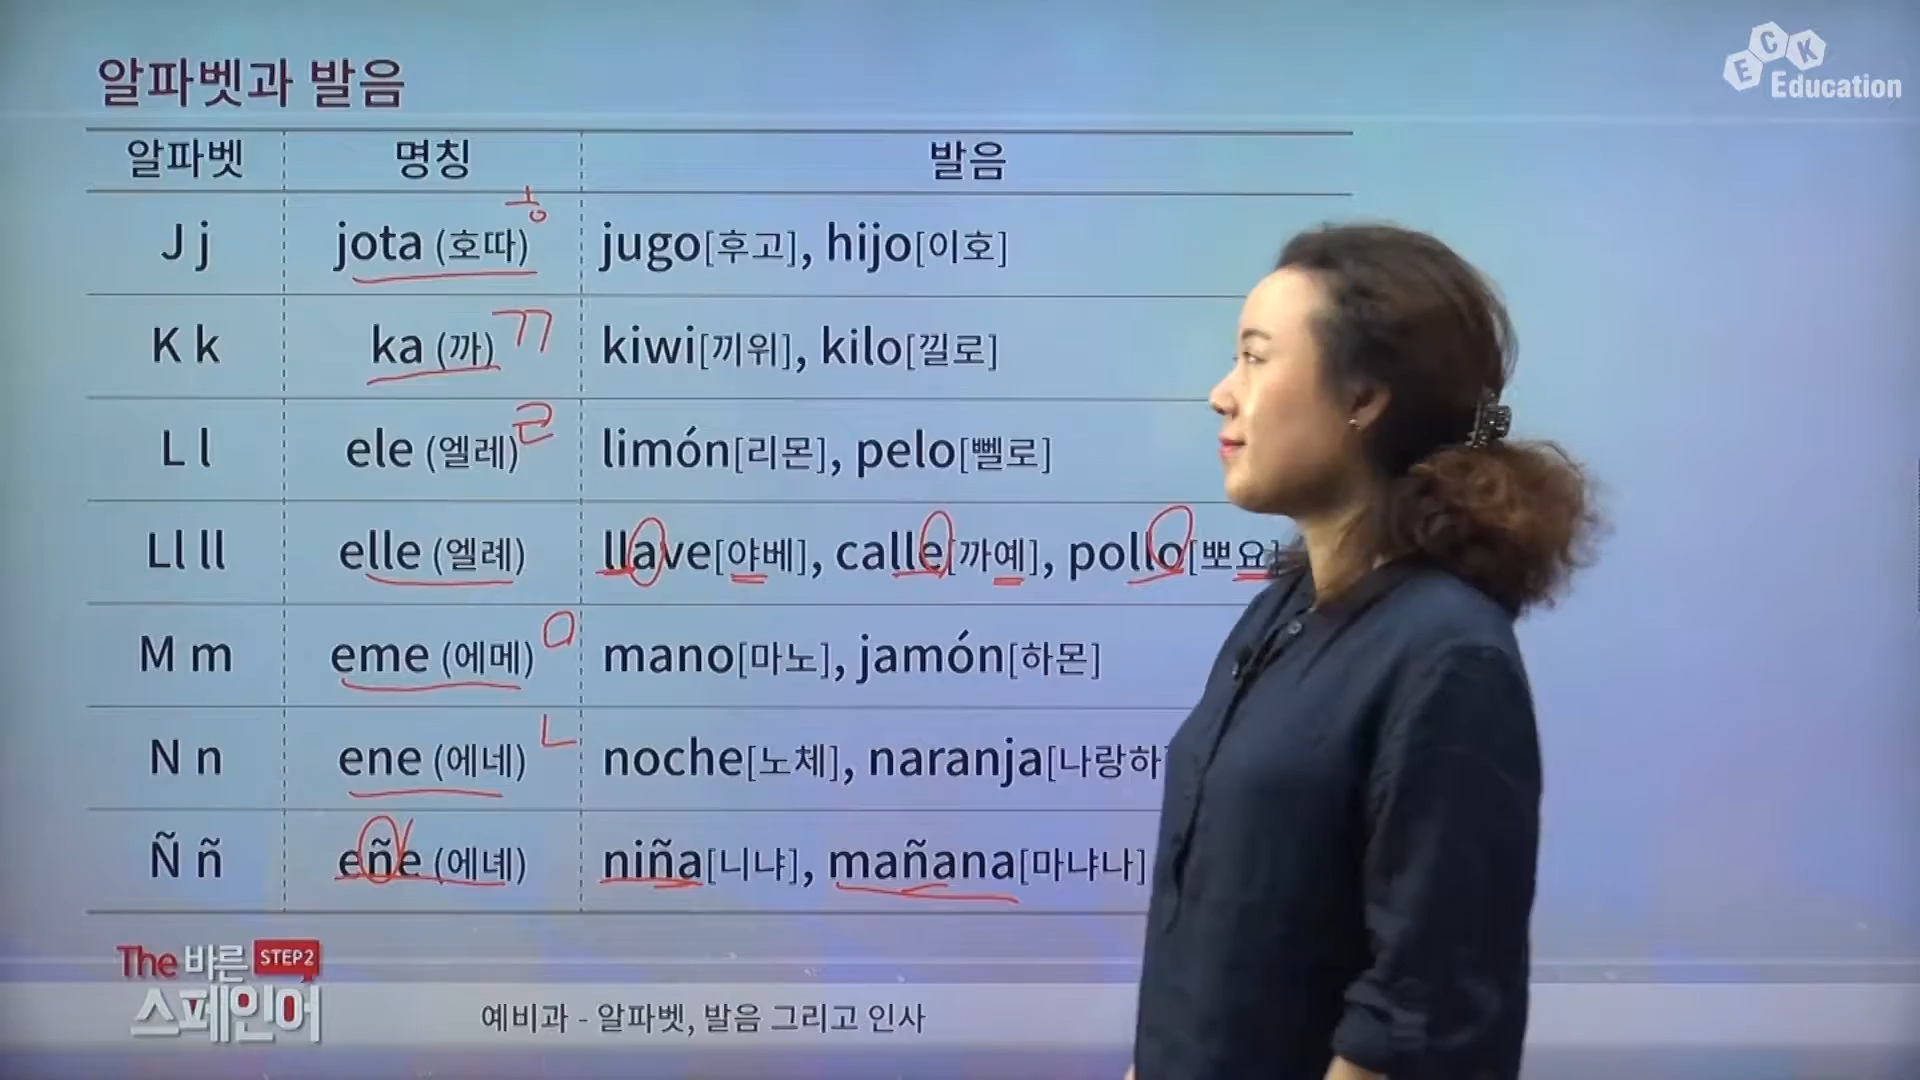 ECK
Education
알파벳과 발음
알파벳 명칭 발음
ㅎ
J j jota (호따) jugo[후고], hijo[이호]
K k ka (까) ㄲ kiwi[끼위], kilo[낄로]
L l ele (엘레) ㄹ limón[리몬], pelo[뻴로]
Ll ll elle (엘례) llave[야베], calle[까예], pollo[뽀요]
M m eme (에메) ㅁ mano[마노], jamón[하몬]
N n ene (에네) ㄴ noche[노체], naranja[나랑하
Ñ ñ eñe (에녜) niña[니냐], mañana[마냐나]
The 바른 STEP2
스페인어
예비과 - 알파벳, 발음 그리고 인사